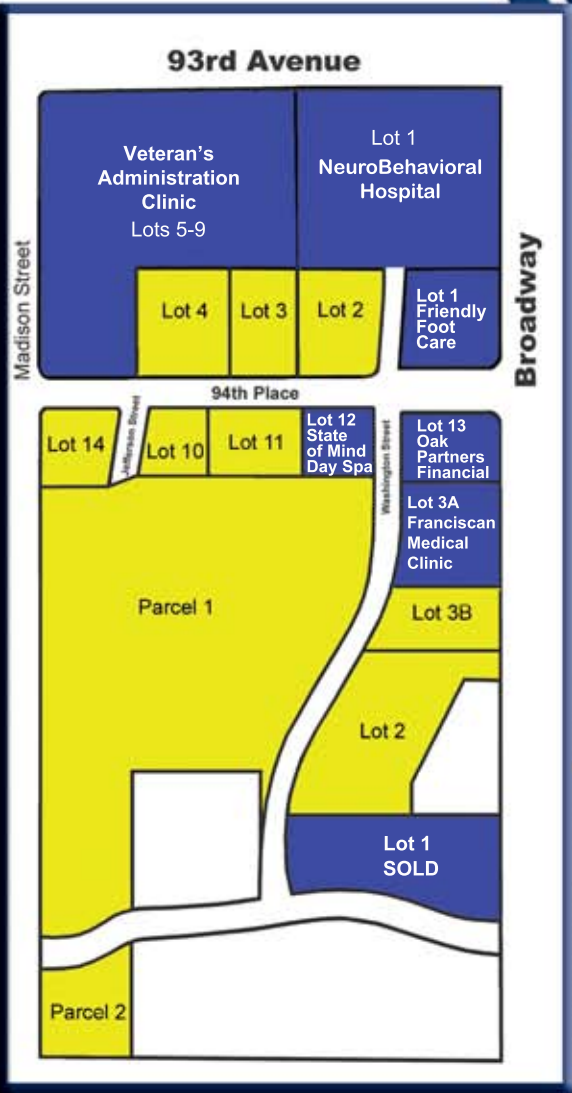 93rd Avenue
Veteran's
Administration
Clinic
Lots 5-9
Lot 1
NeuroBehavioral
Hospital
Madison Street
Broadway
Lot 4
Lot 3
Lot 2
Lot 1
Friendly
Foot
Care
94th Place
Lot 14
Jefferson Street
Lot 10
Lot 11
Lot 12
State
of Mind
Day Spa
Washington Street
Lot 13
Oak
Partners
Financial
Lot 3A
Franciscan
Medical
Clinic
Parcel 1
Lot 3B
Lot 2
Lot 1
SOLD
Parcel 2